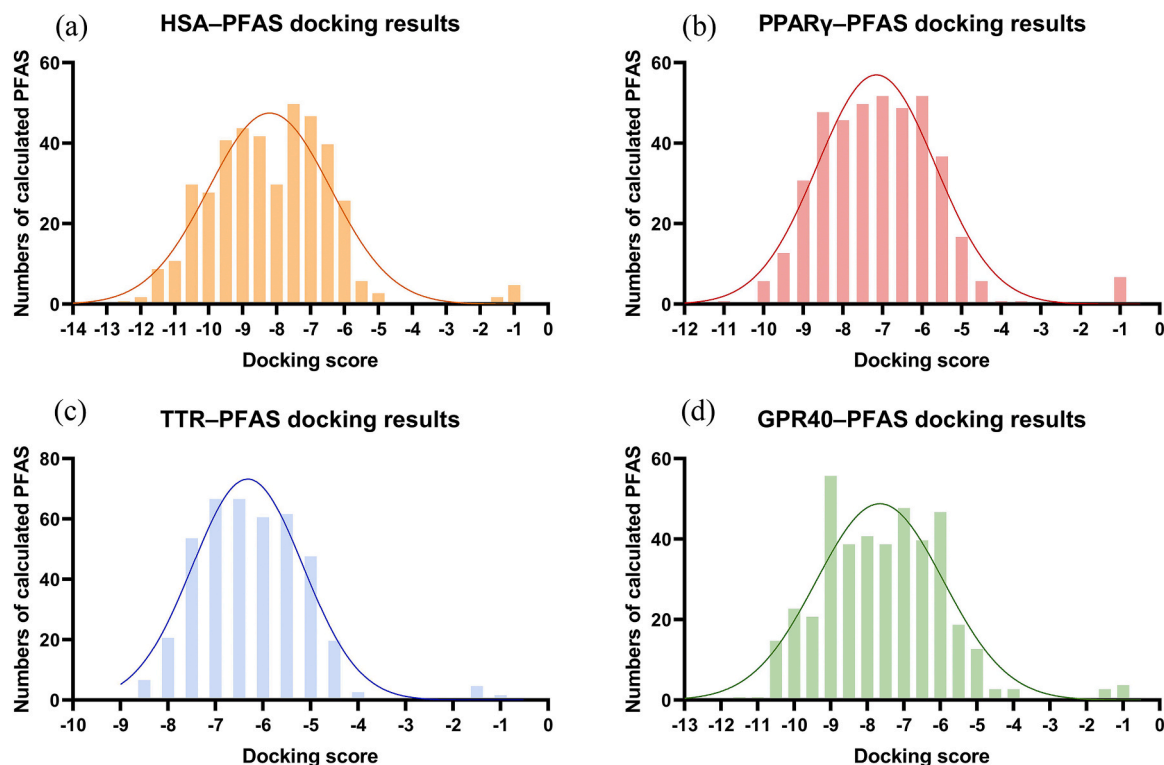 (a)
HSA–PFAS docking results
Numbers of calculated PFAS
60
40
20
0
-14 -13 -12 -11 -10 -9 -8 -7 -6 -5 -4 -3 -2 -1 0
Docking score
(b)
PPARγ–PFAS docking results
Numbers of calculated PFAS
60
40
20
0
-12 -11 -10 -9 -8 -7 -6 -5 -4 -3 -2 -1 0
Docking score
(c)
TTR–PFAS docking results
Numbers of calculated PFAS
80
60
40
20
0
-10 -9 -8 -7 -6 -5 -4 -3 -2 -1 0
Docking score
(d)
GPR40–PFAS docking results
Numbers of calculated PFAS
60
40
20
0
-13 -12 -11 -10 -9 -8 -7 -6 -5 -4 -3 -2 -1 0
Docking score